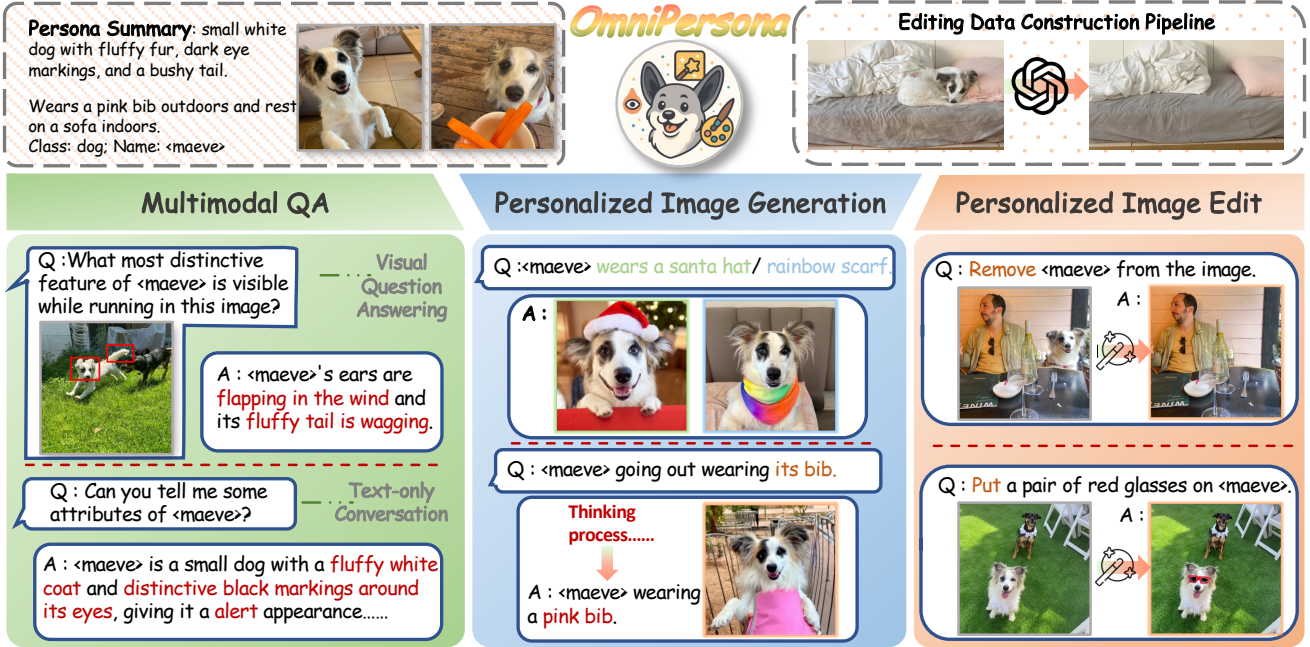 Persona Summary: small white
dog with fluffy fur, dark eye
markings, and a bushy tail.
Wears a pink bib outdoors and rest
on a sofa indoors.
Class: dog; Name: <maeve>
OmniPersona
Editing Data Construction Pipeline
Multimodal QA
Q :What most distinctive
feature of <maeve> is visible
while running in this image?
Visual
Question
Answering
A : <maeve>'s ears are
flapping in the wind and
its fluffy tail is wagging.
Q : Can you tell me some
attributes of <maeve>?
Text-only
Conversation
A : <maeve> is a small dog with a fluffy white
coat and distinctive black markings around
its eyes, giving it a alert appearance......
Personalized Image Generation
Q :<maeve> wears a santa hat/ rainbow scarf.
A :
Q : <maeve> going out wearing its bib.
Thinking
process......
A : <maeve> wearing
a pink bib.
Personalized Image Edit
Q : Remove <maeve> from the image.
A :
Q : Put a pair of red glasses on <maeve>.
A :